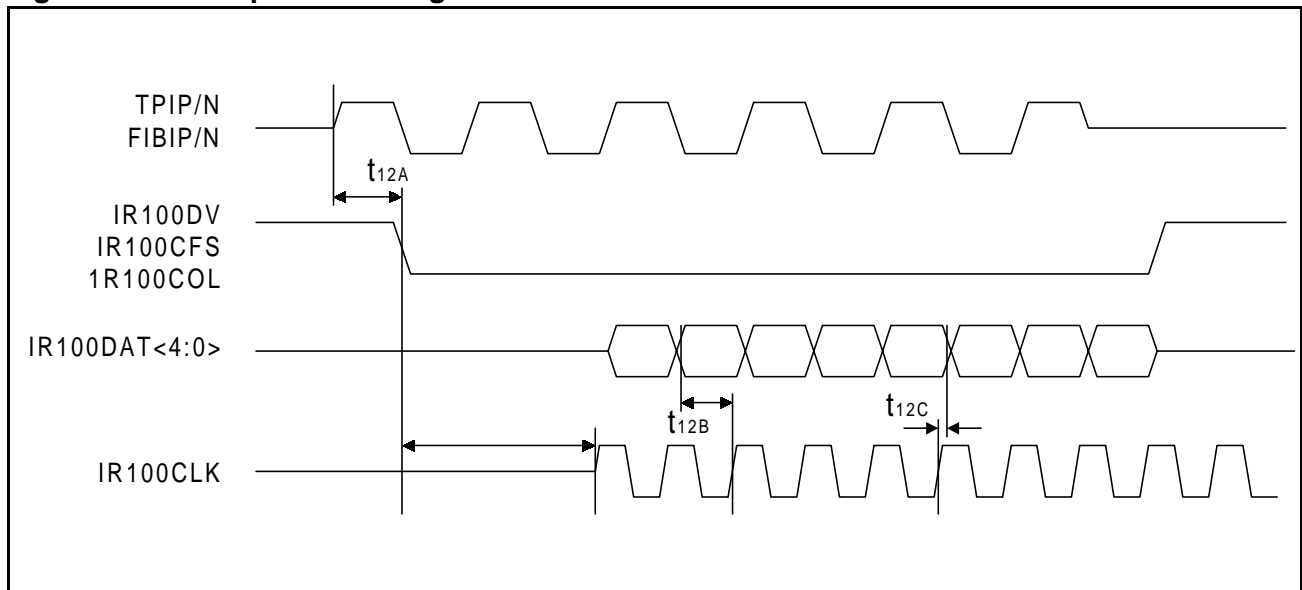 TPIP/N
FIBIP/N
t12A
IR100DV
IR100CFS
1R100COL
IR100DAT<4:0>
t12B
t12C
IR100CLK